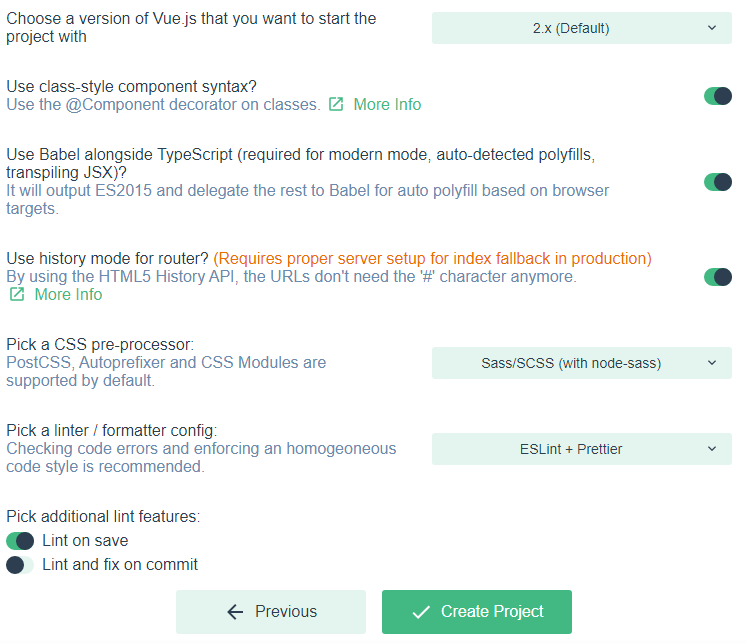 Choose a version of Vue.js that you want to start the
project with
2.x (Default)
Use class-style component syntax?
Use the @Component decorator on classes. More Info
Use Babel alongside TypeScript (required for modern mode, auto-detected polyfills,
transpiling JSX)?
It will output ES2015 and delegate the rest to Babel for auto polyfill based on browser
targets.
Use history mode for router? (Requires proper server setup for index fallback in production)
By using the HTML5 History API, the URLs don't need the '#' character anymore.
More Info
Pick a CSS pre-processor:
PostCSS, Autoprefixer and CSS Modules are
supported by default.
Sass/SCSS (with node-sass)
Pick a linter / formatter config:
Checking code errors and enforcing an homogeoneous
code style is recommended.
ESLint + Prettier
Pick additional lint features:
Lint on save
Lint and fix on commit
Previous
Create Project